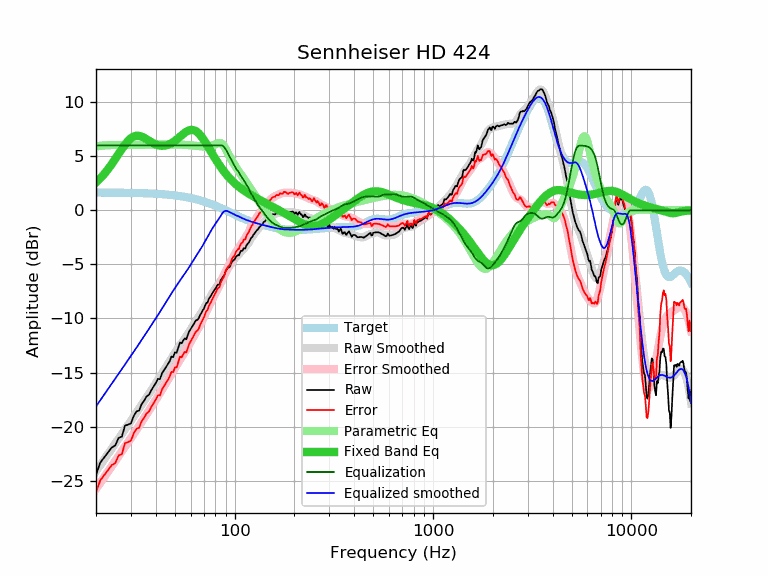 Sennheiser HD 424
10
5
0
−5
−10
−15
−20
−25
Amplitude (dBr)
Target
Raw Smoothed
Error Smoothed
Raw
Error
Parametric Eq
Fixed Band Eq
Equalization
Equalized smoothed
100
1000
10000
Frequency (Hz)